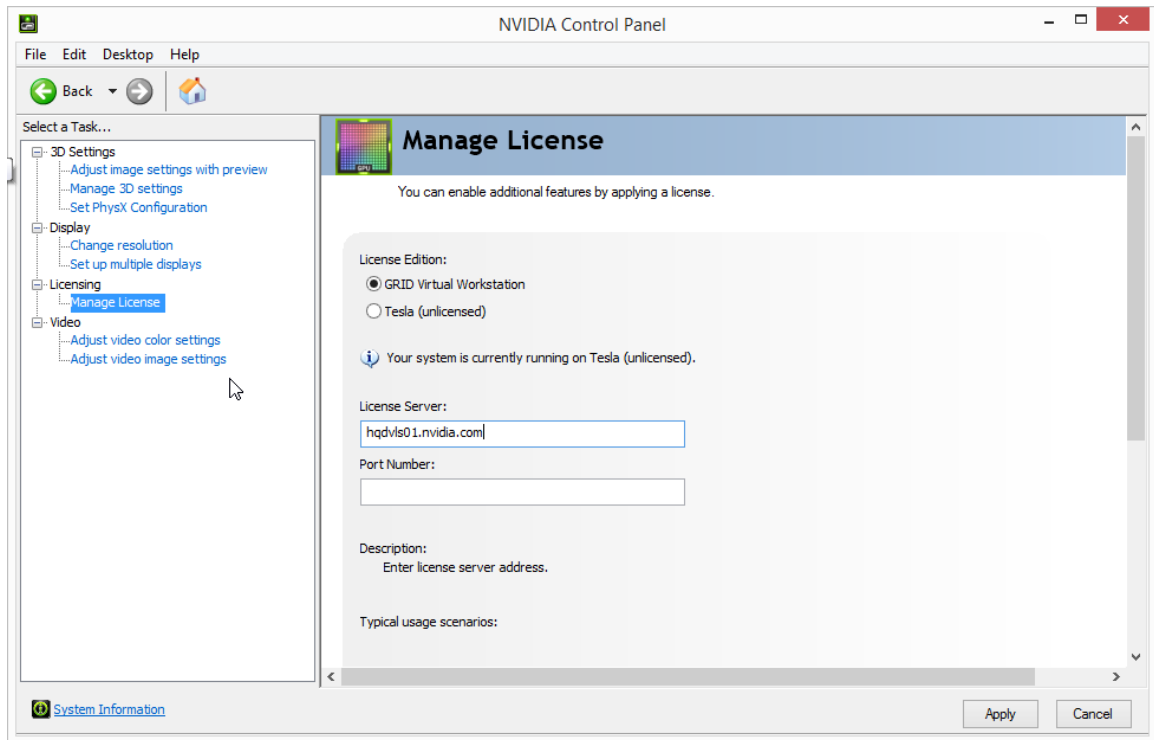 NVIDIA Control Panel
File Edit Desktop Help
Back
Select a Task...
3D Settings
Adjust image settings with preview
Manage 3D settings
Set PhysX Configuration
Display
Change resolution
Set up multiple displays
Licensing
Manage License
Video
Adjust video color settings
Adjust video image settings
GPU
Manage License
You can enable additional features by applying a license.
License Edition:
GRID Virtual Workstation
Tesla (unlicensed)
Your system is currently running on Tesla (unlicensed).
License Server:
hqdvls01.nvidia.com
Port Number:
Description:
Enter license server address.
Typical usage scenarios:
System Information
Apply Cancel